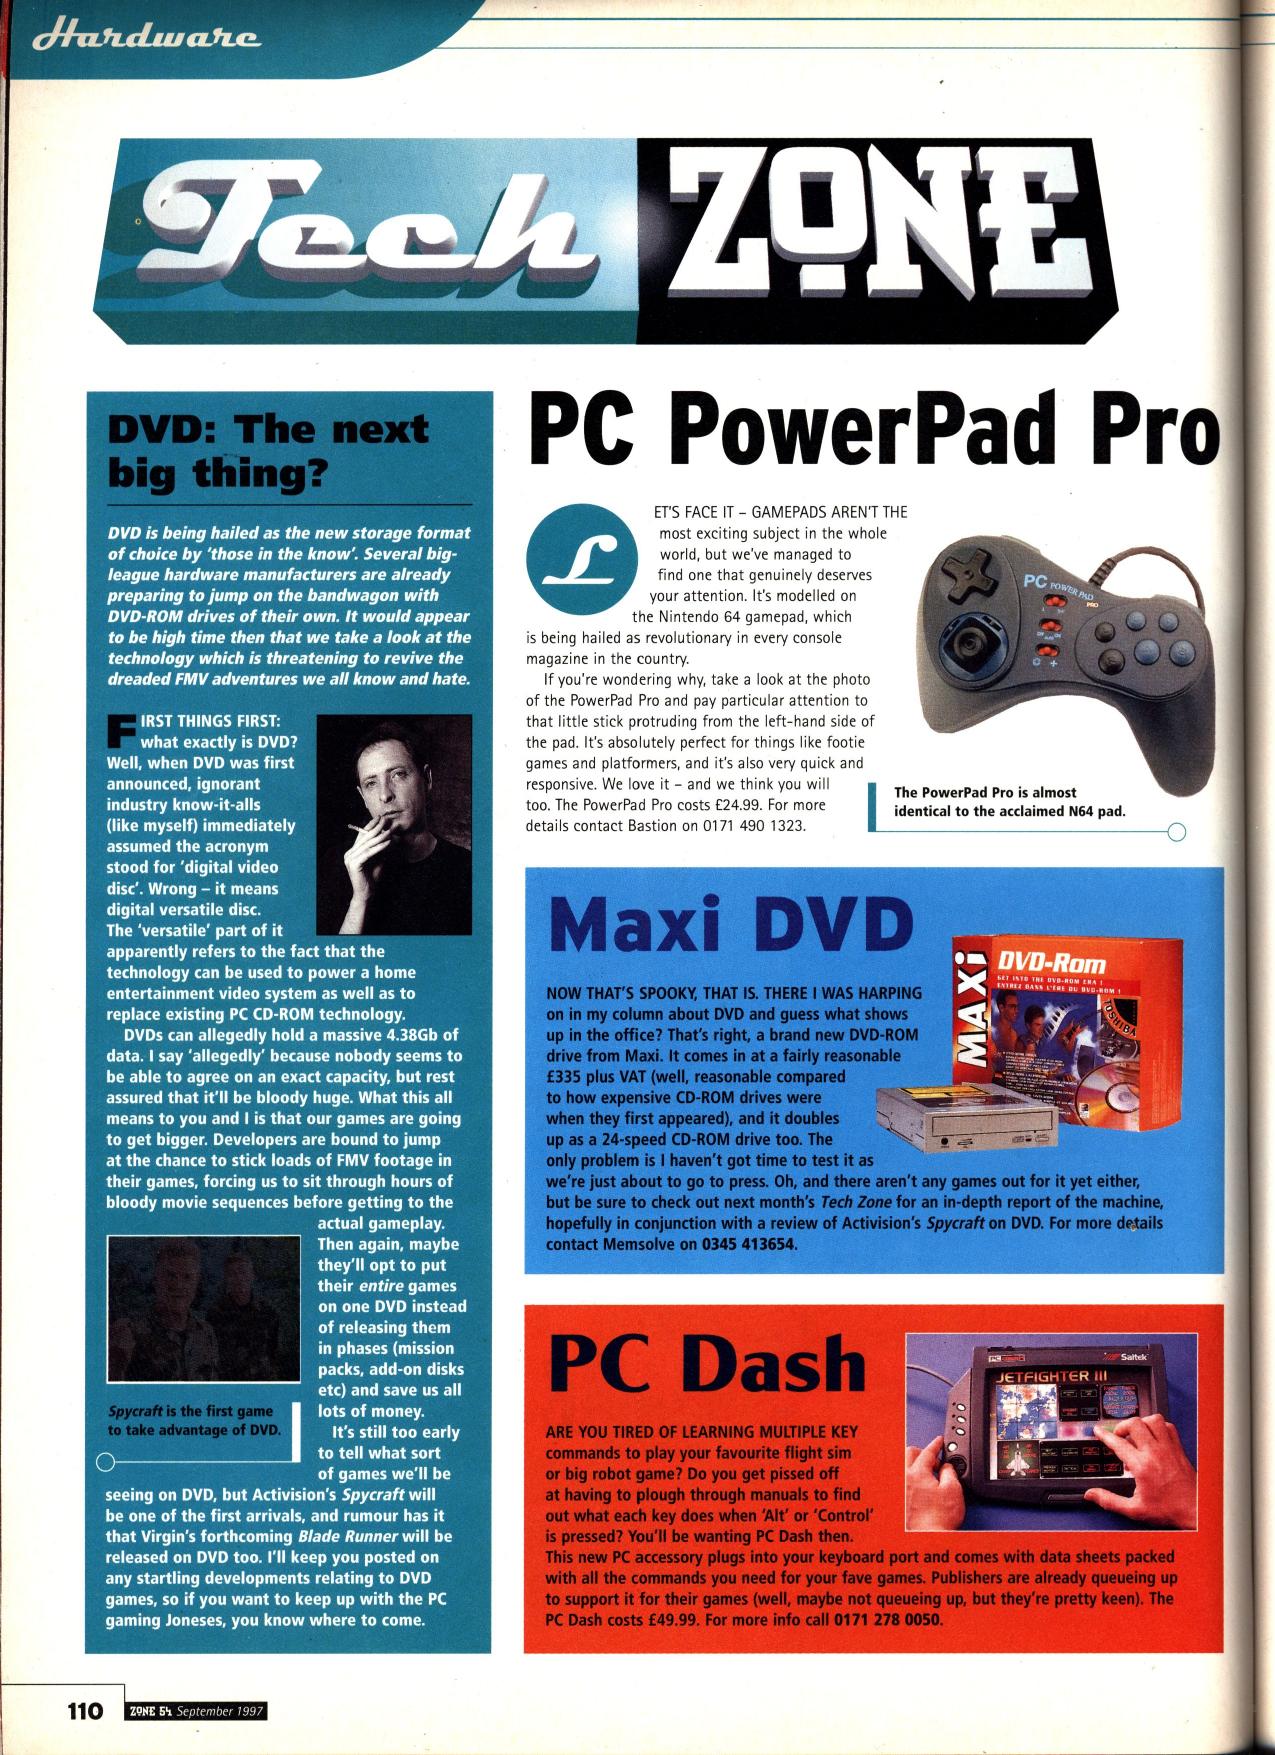 Hardware
Tech ZONE
DVD: The next
big thing?
DVD is being hailed as the new storage format
of choice by 'those in the know'. Several big-
league hardware manufacturers are already
preparing to jump on the bandwagon with
DVD-ROM drives of their own. It would appear
to be high time then that we take a look at the
technology which is threatening to revive the
dreaded FMV adventures we all know and hate.
FIRST THINGS FIRST:
what exactly is DVD?
Well, when DVD was first
announced, ignorant
industry know-it-alls
(like myself) immediately
assumed the acronym
stood for 'digital video
disc'. Wrong – it means
digital versatile disc.
The 'versatile' part of it
apparently refers to the fact that the
technology can be used to power a home
entertainment video system as well as to
replace existing PC CD-ROM technology.
DVDs can allegedly hold a massive 4.38Gb of
data. I say 'allegedly' because nobody seems to
be able to agree on an exact capacity, but rest
assured that it'll be bloody huge. What this all
means to you and I is that our games are going
to get bigger. Developers are bound to jump
at the chance to stick loads of FMV footage in
their games, forcing us to sit through hours of
bloody movie sequences before getting to the
actual gameplay.
Then again, maybe
they'll opt to put
their entire games
on one DVD instead
of releasing them
in phases (mission
packs, add-on disks
etc) and save us all
lots of money.
It's still too early
to tell what sort
of games we'll be
seeing on DVD, but Activision's Spycraft will
be one of the first arrivals, and rumour has it
that Virgin's forthcoming Blade Runner will be
released on DVD too. I'll keep you posted on
any startling developments relating to DVD
games, so if you want to keep up with the PC
gaming Joneses, you know where to come.
Spycraft is the first game
to take advantage of DVD.
PC PowerPad Pro
LET'S FACE IT – GAMEPADS AREN'T THE
most exciting subject in the whole
world, but we've managed to
find one that genuinely deserves
your attention. It's modelled on
the Nintendo 64 gamepad, which
is being hailed as revolutionary in every console
magazine in the country.
If you're wondering why, take a look at the photo
of the PowerPad Pro and pay particular attention to
that little stick protruding from the left-hand side of
the pad. It's absolutely perfect for things like footie
games and platformers, and it's also very quick and
responsive. We love it – and we think you will
too. The PowerPad Pro costs £24.99. For more
details contact Bastion on 0171 490 1323.
PC POWER PAD
PRO
The PowerPad Pro is almost
identical to the acclaimed N64 pad.
Maxi DVD
NOW THAT'S SPOOKY, THAT IS. THERE I WAS HARPING
on in my column about DVD and guess what shows
up in the office? That's right, a brand new DVD-ROM
drive from Maxi. It comes in at a fairly reasonable
£335 plus VAT (well, reasonable compared
to how expensive CD-ROM drives were
when they first appeared), and it doubles
up as a 24-speed CD-ROM drive too. The
only problem is I haven't got time to test it as
we're just about to go to press. Oh, and there aren't any games out for it yet either,
but be sure to check out next month's Tech Zone for an in-depth report of the machine,
hopefully in conjunction with a review of Activision's Spycraft on DVD. For more details
contact Memsolve on 0345 413654.
MAXI
DVD-Rom
GET INTO THE DVD-ROM ERA !
ENTREZ DANS L'ÈRE DU DVD-ROM !
TOSHIBA
PC Dash
ARE YOU TIRED OF LEARNING MULTIPLE KEY
commands to play your favourite flight sim
or big robot game? Do you get pissed off
at having to plough through manuals to find
out what each key does when 'Alt' or 'Control'
is pressed? You'll be wanting PC Dash then.
This new PC accessory plugs into your keyboard port and comes with data sheets packed
with all the commands you need for your fave games. Publishers are already queueing up
to support it for their games (well, maybe not queueing up, but they're pretty keen). The
PC Dash costs £49.99. For more info call 0171 278 0050.
Saitek
JETFIGHTER III
110
ZONE 54 September 1997